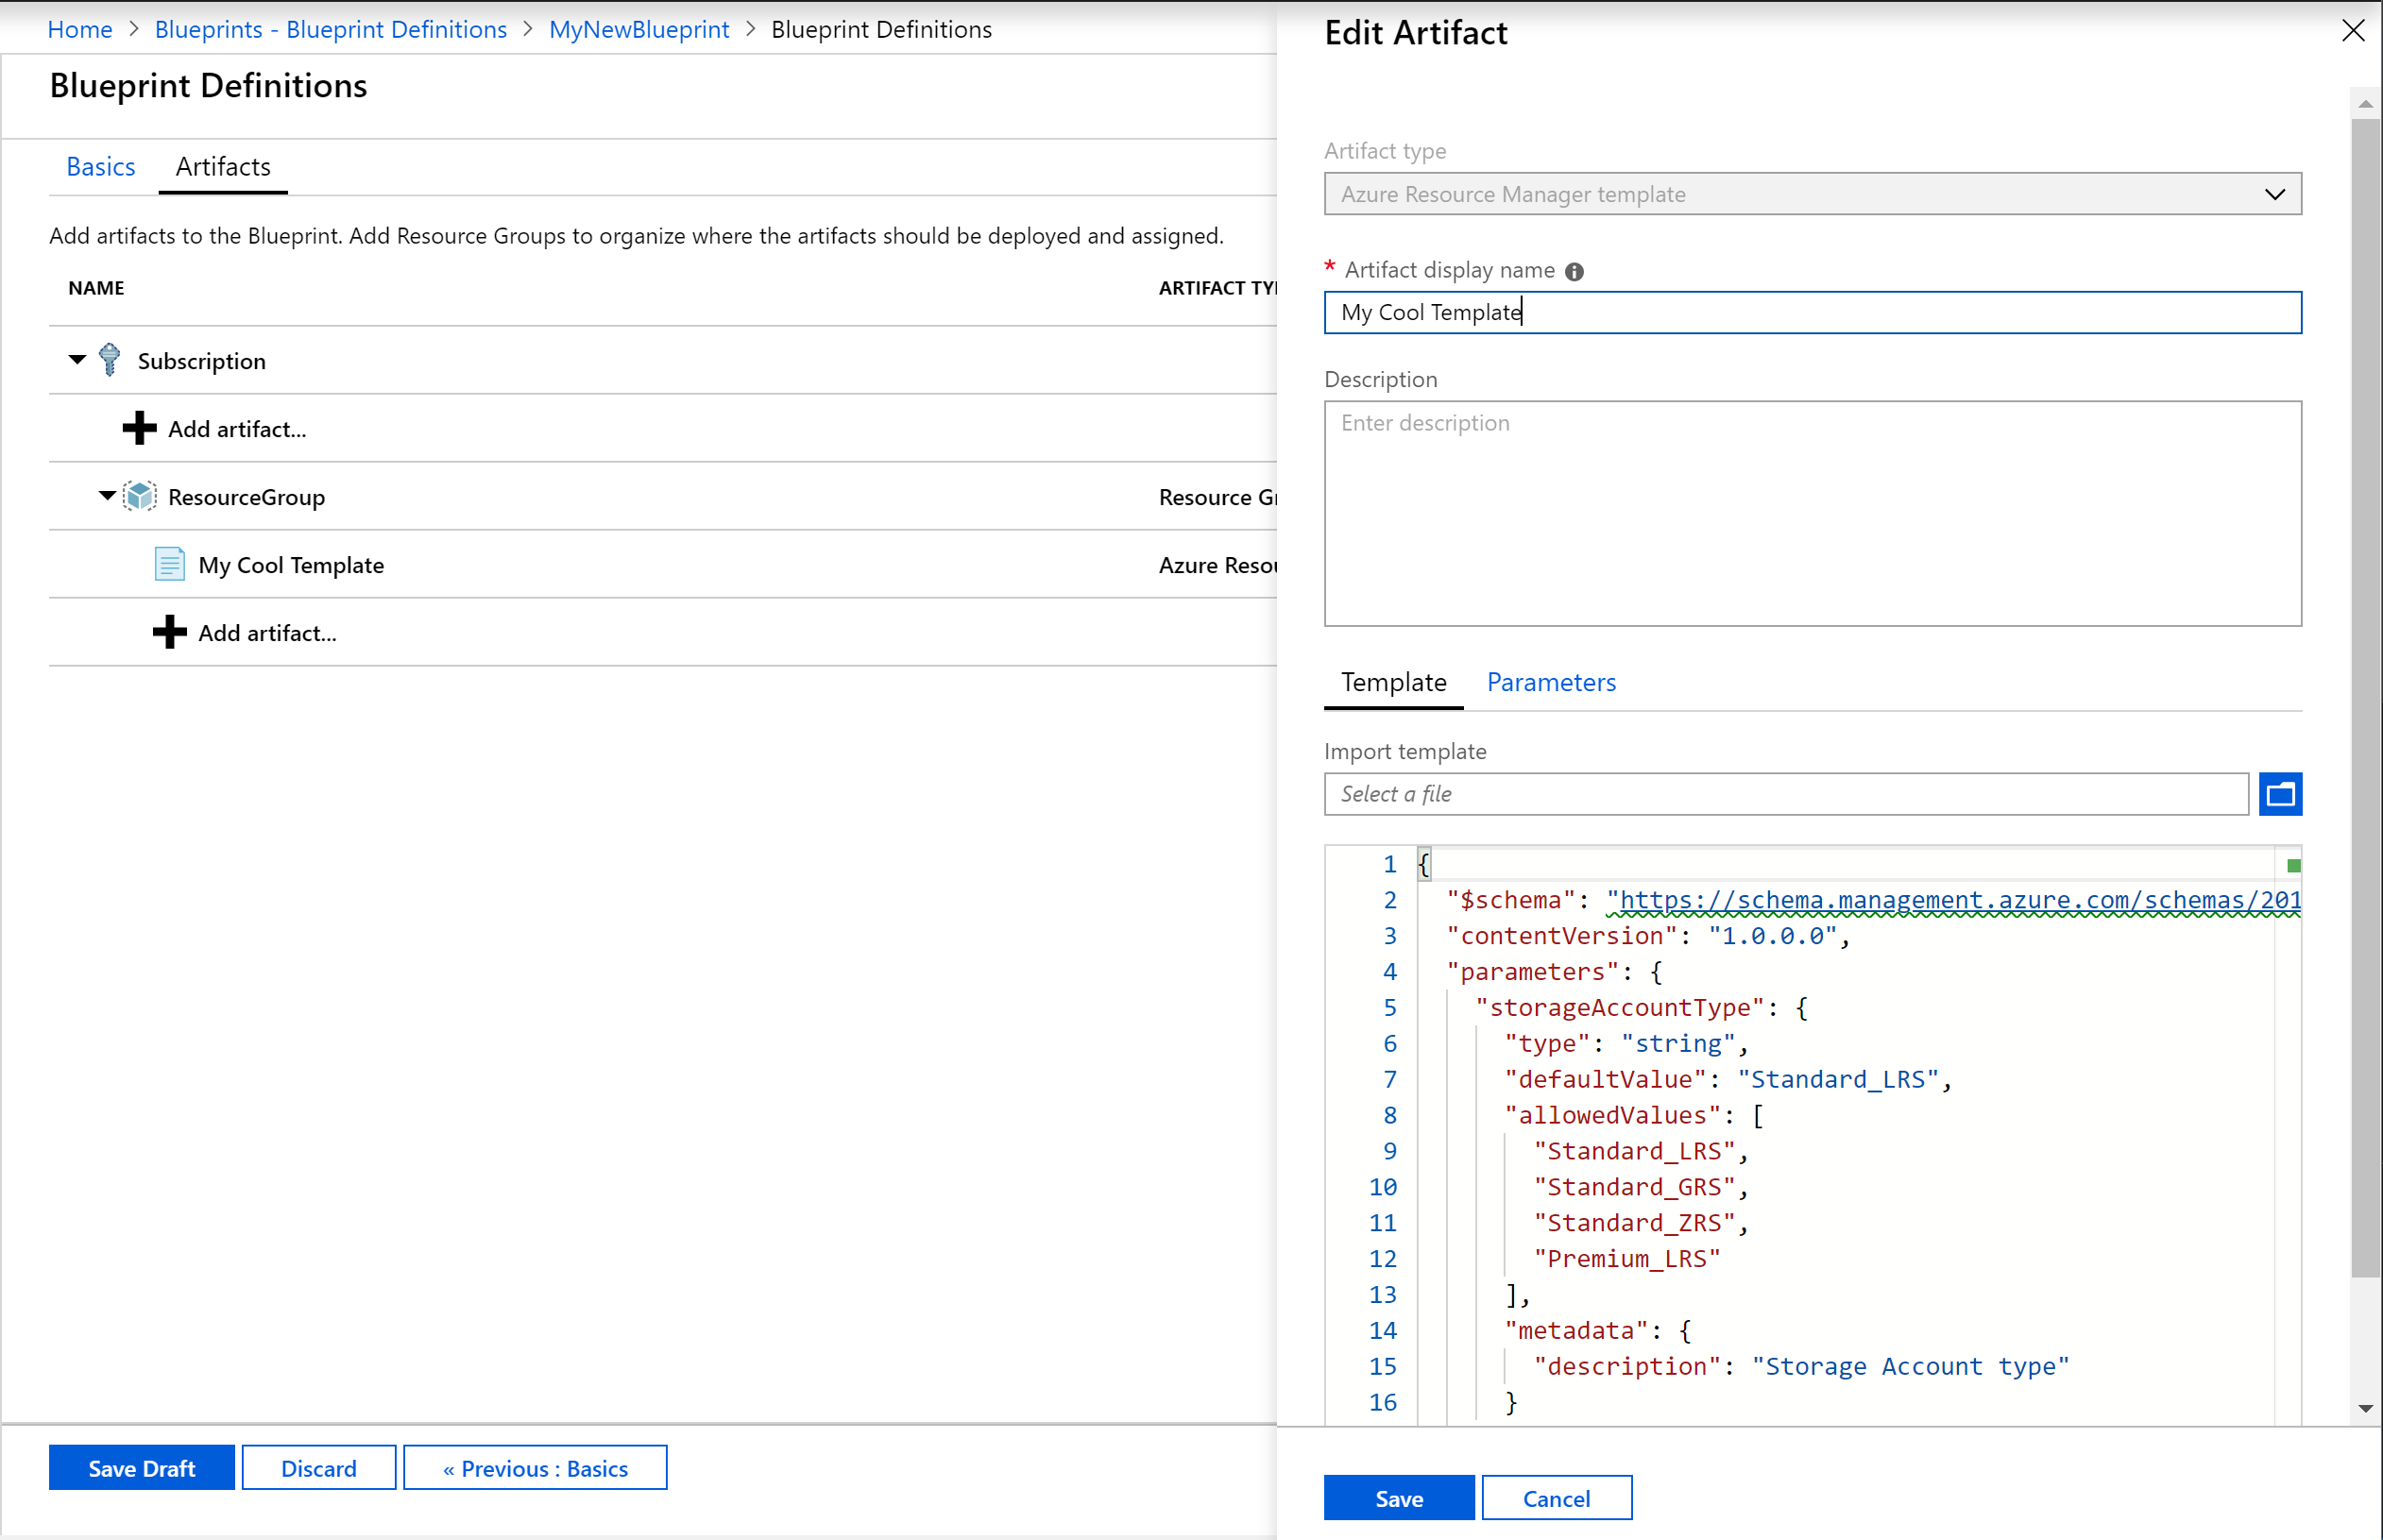 Home > Blueprints - Blueprint Definitions > MyNewBlueprint > Blueprint Definitions
Blueprint Definitions
Basics Artifacts
Add artifacts to the Blueprint. Add Resource Groups to organize where the artifacts should be deployed and assigned.
NAME ARTIFACT TY
Subscription
Add artifact...
ResourceGroup Resource G
My Cool Template Azure Reso
Add artifact...
Save Draft Discard « Previous : Basics
Edit Artifact
Artifact type
Azure Resource Manager template
* Artifact display name
My Cool Template
Description
Enter description
Template Parameters
Import template
Select a file
1 {
2 "$schema": "https://schema.management.azure.com/schemas/201
3 "contentVersion": "1.0.0.0",
4 "parameters": {
5 "storageAccountType": {
6 "type": "string",
7 "defaultValue": "Standard_LRS",
8 "allowedValues": [
9 "Standard_LRS",
10 "Standard_GRS",
11 "Standard_ZRS",
12 "Premium_LRS"
13 ],
14 "metadata": {
15 "description": "Storage Account type"
16 }
Save Cancel